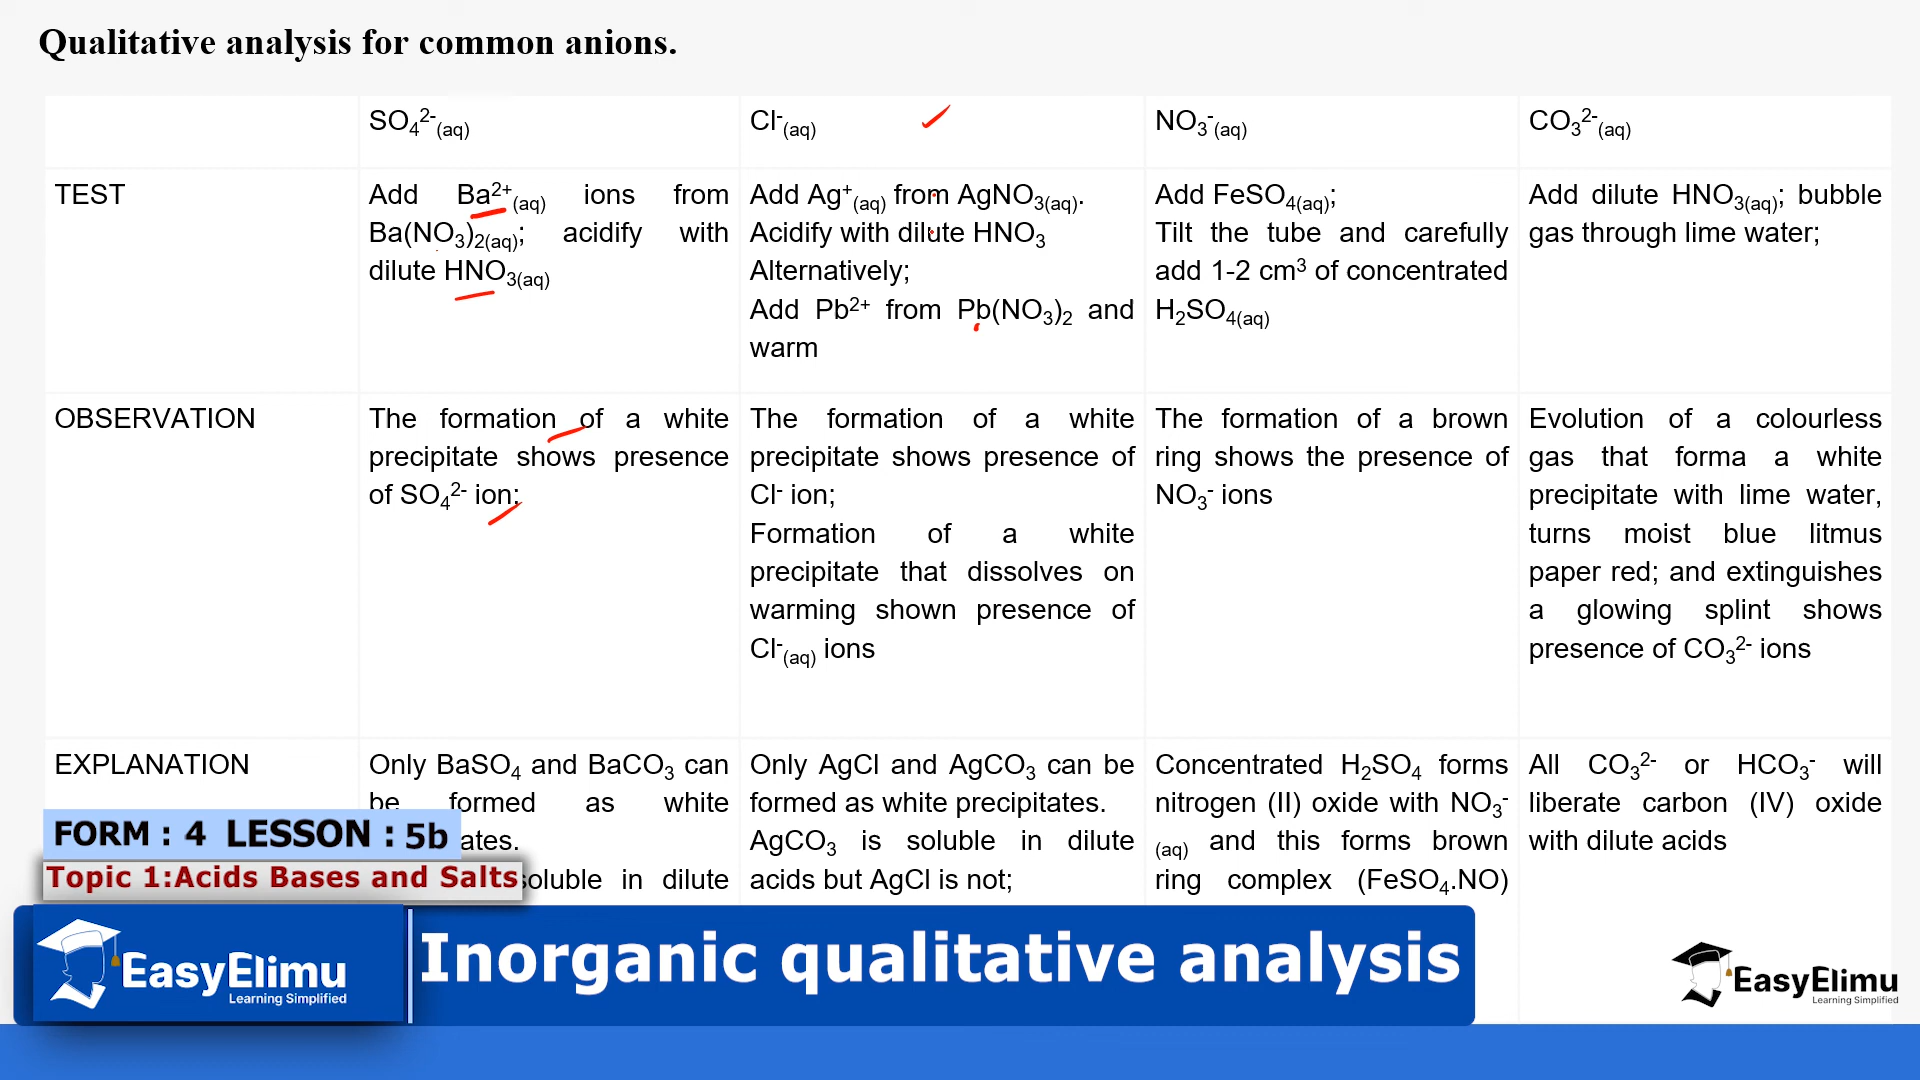 Qualitative analysis for common anions.
SO₄²⁻(aq) Cl⁻(aq) NO₃⁻(aq) CO₃²⁻(aq)
TEST
Add Ba²⁺(aq) ions from
Ba(NO₃)₂(aq); acidify with
dilute HNO₃(aq)
Add Ag⁺(aq) from AgNO₃(aq).
Acidify with dilute HNO₃
Alternatively;
Add Pb²⁺ from Pb(NO₃)₂ and
warm
Add FeSO₄(aq);
Tilt the tube and carefully
add 1-2 cm³ of concentrated
H₂SO₄(aq)
Add dilute HNO₃(aq); bubble
gas through lime water;
OBSERVATION
The formation of a white
precipitate shows presence
of SO₄²⁻ ion;
The formation of a white
precipitate shows presence of
Cl⁻ ion;
Formation of a white
precipitate that dissolves on
warming shown presence of
Cl⁻(aq) ions
The formation of a brown
ring shows the presence of
NO₃⁻ ions
Evolution of a colourless
gas that forma a white
precipitate with lime water,
turns moist blue litmus
paper red; and extinguishes
a glowing splint shows
presence of CO₃²⁻ ions
EXPLANATION
Only BaSO₄ and BaCO₃ can
be formed as white
ates.
soluble in dilute
Only AgCl and AgCO₃ can be
formed as white precipitates.
AgCO₃ is soluble in dilute
acids but AgCl is not;
Concentrated H₂SO₄ forms
nitrogen (II) oxide with NO₃⁻
(aq) and this forms brown
ring complex (FeSO₄.NO)
All CO₃²⁻ or HCO₃⁻ will
liberate carbon (IV) oxide
with dilute acids
FORM : 4 LESSON : 5b
Topic 1:Acids Bases and Salts
EasyElimu
Learning Simplified
Inorganic qualitative analysis
EasyElimu
Learning Simplified